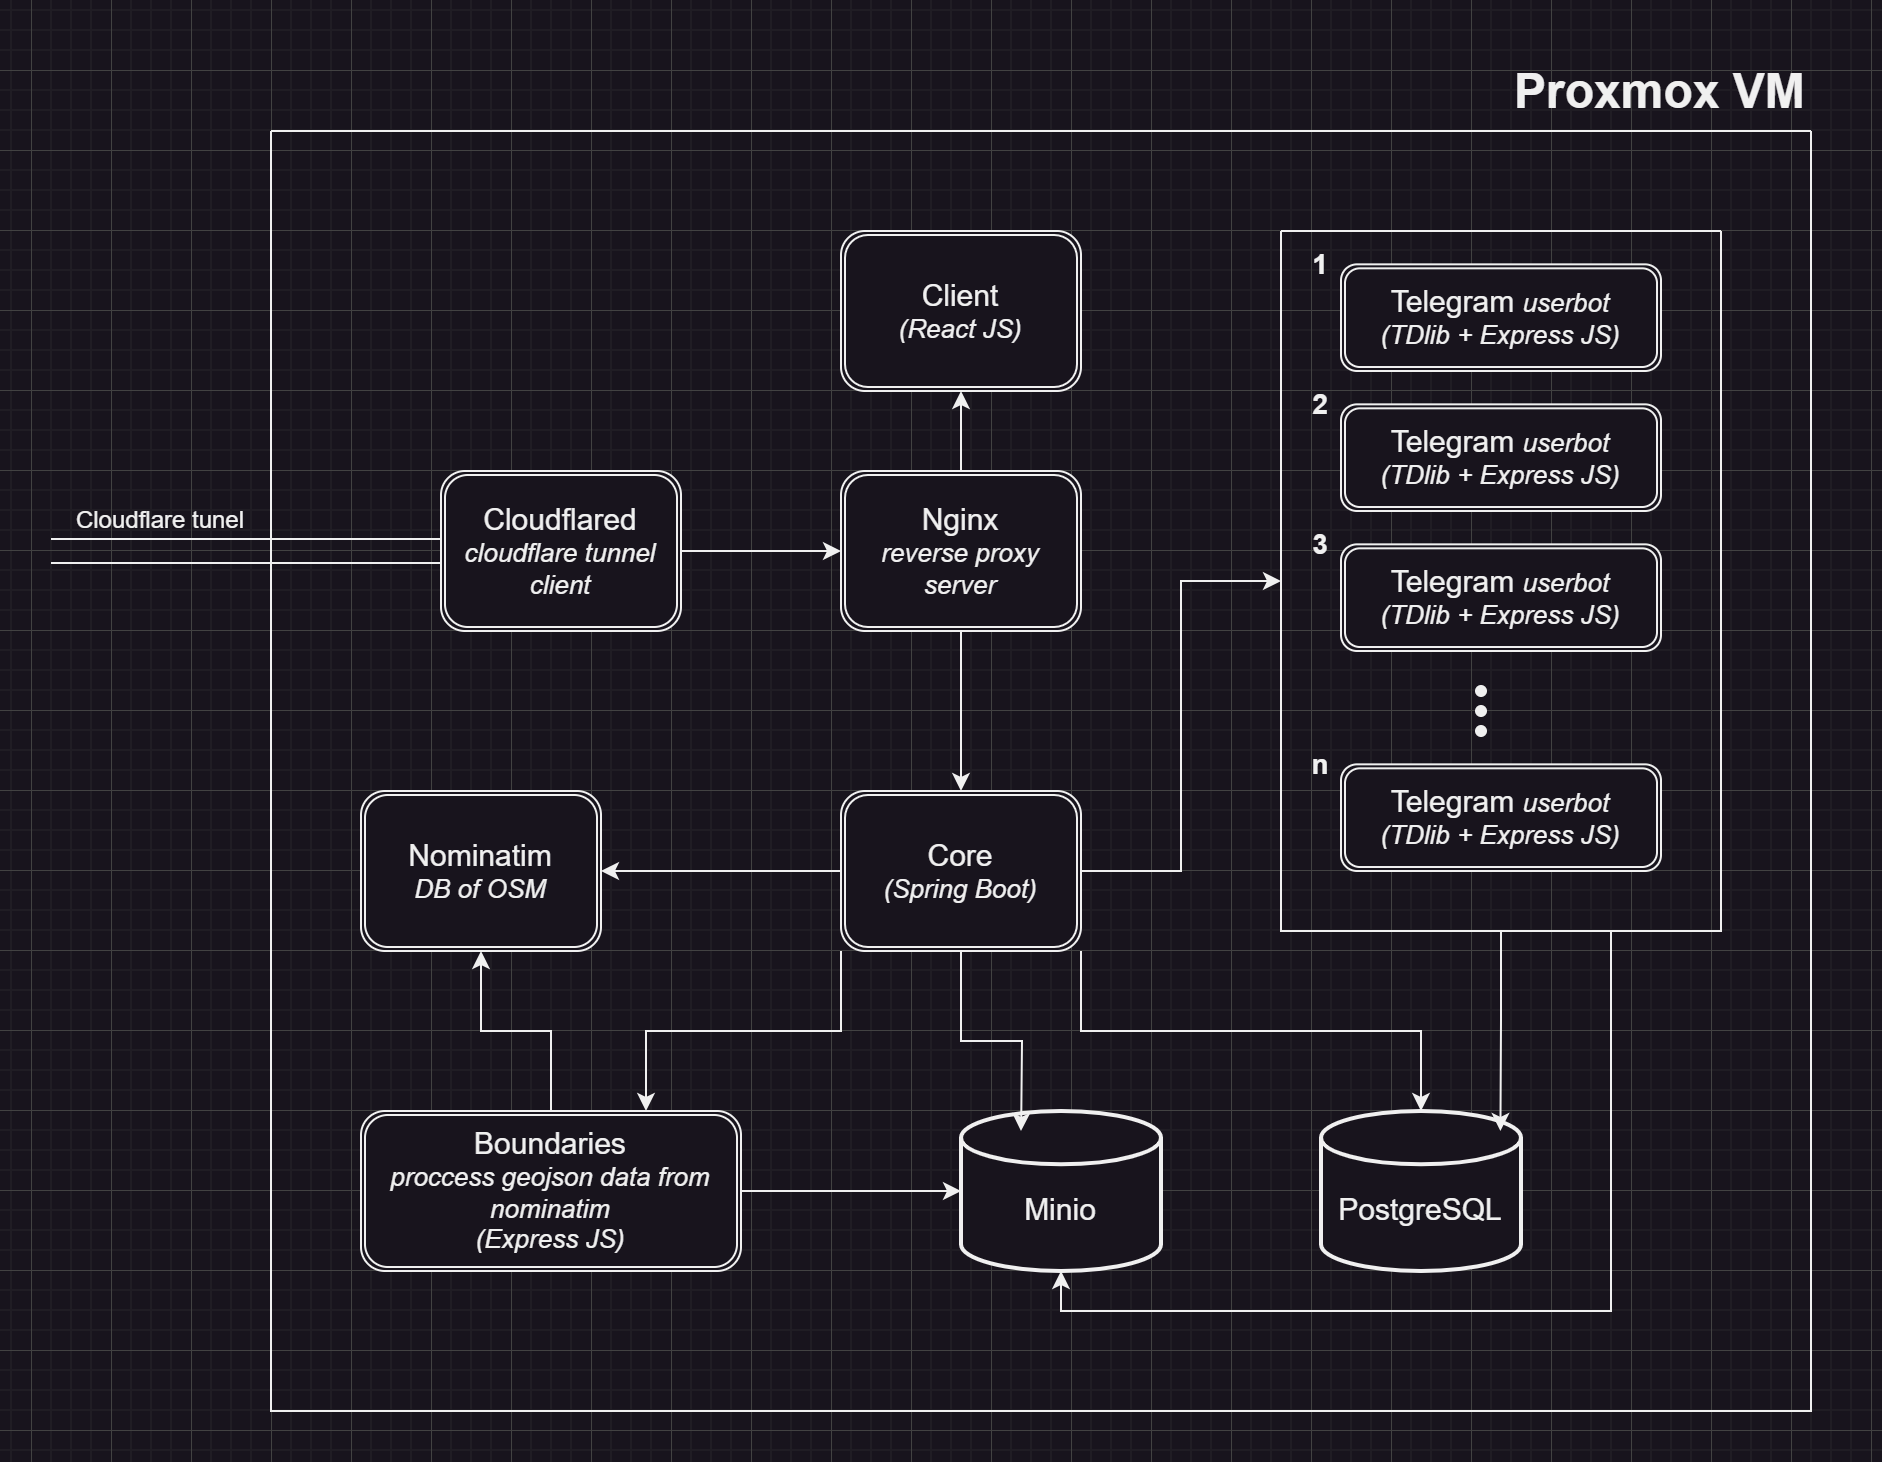 Proxmox VM
Client
(React JS)
1
Telegram userbot
(TDlib + Express JS)
2
Telegram userbot
(TDlib + Express JS)
Cloudflare tunel
Cloudflared
cloudflare tunnel
client
Nginx
reverse proxy
server
3
Telegram userbot
(TDlib + Express JS)
n
Telegram userbot
(TDlib + Express JS)
Nominatim
DB of OSM
Core
(Spring Boot)
Boundaries
proccess geojson data from
nominatim
(Express JS)
Minio
PostgreSQL